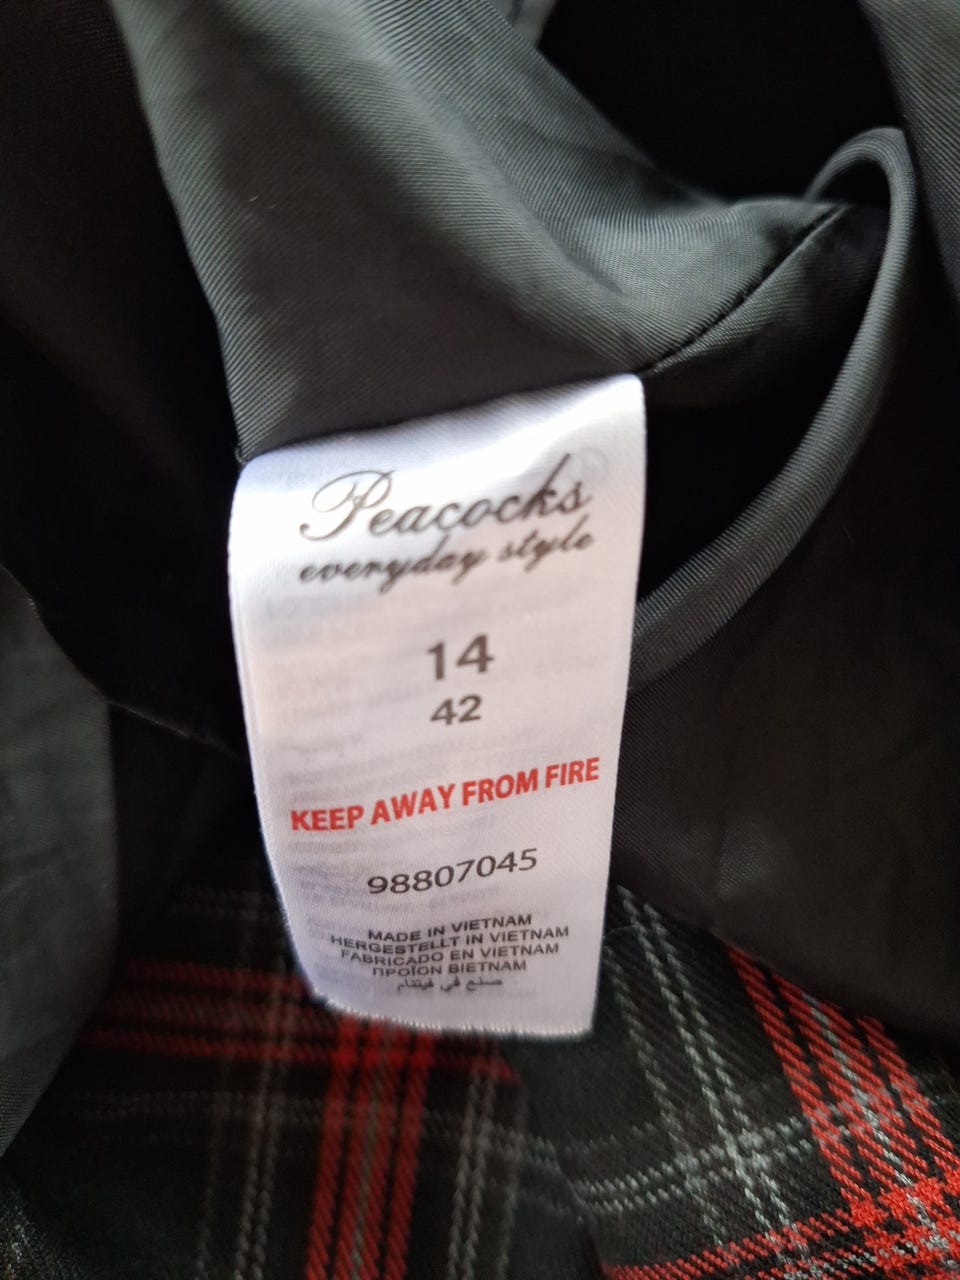 Peacocks
everyday style
14
42
KEEP AWAY FROM FIRE
98807045
MADE IN VIETNAM
HERGESTELLT IN VIETNAM
FABRICADO EN VIETNAM
ΠΡΟΪΟΝ ΒΙΕΤΝΑΜ
صنع في فيتنام